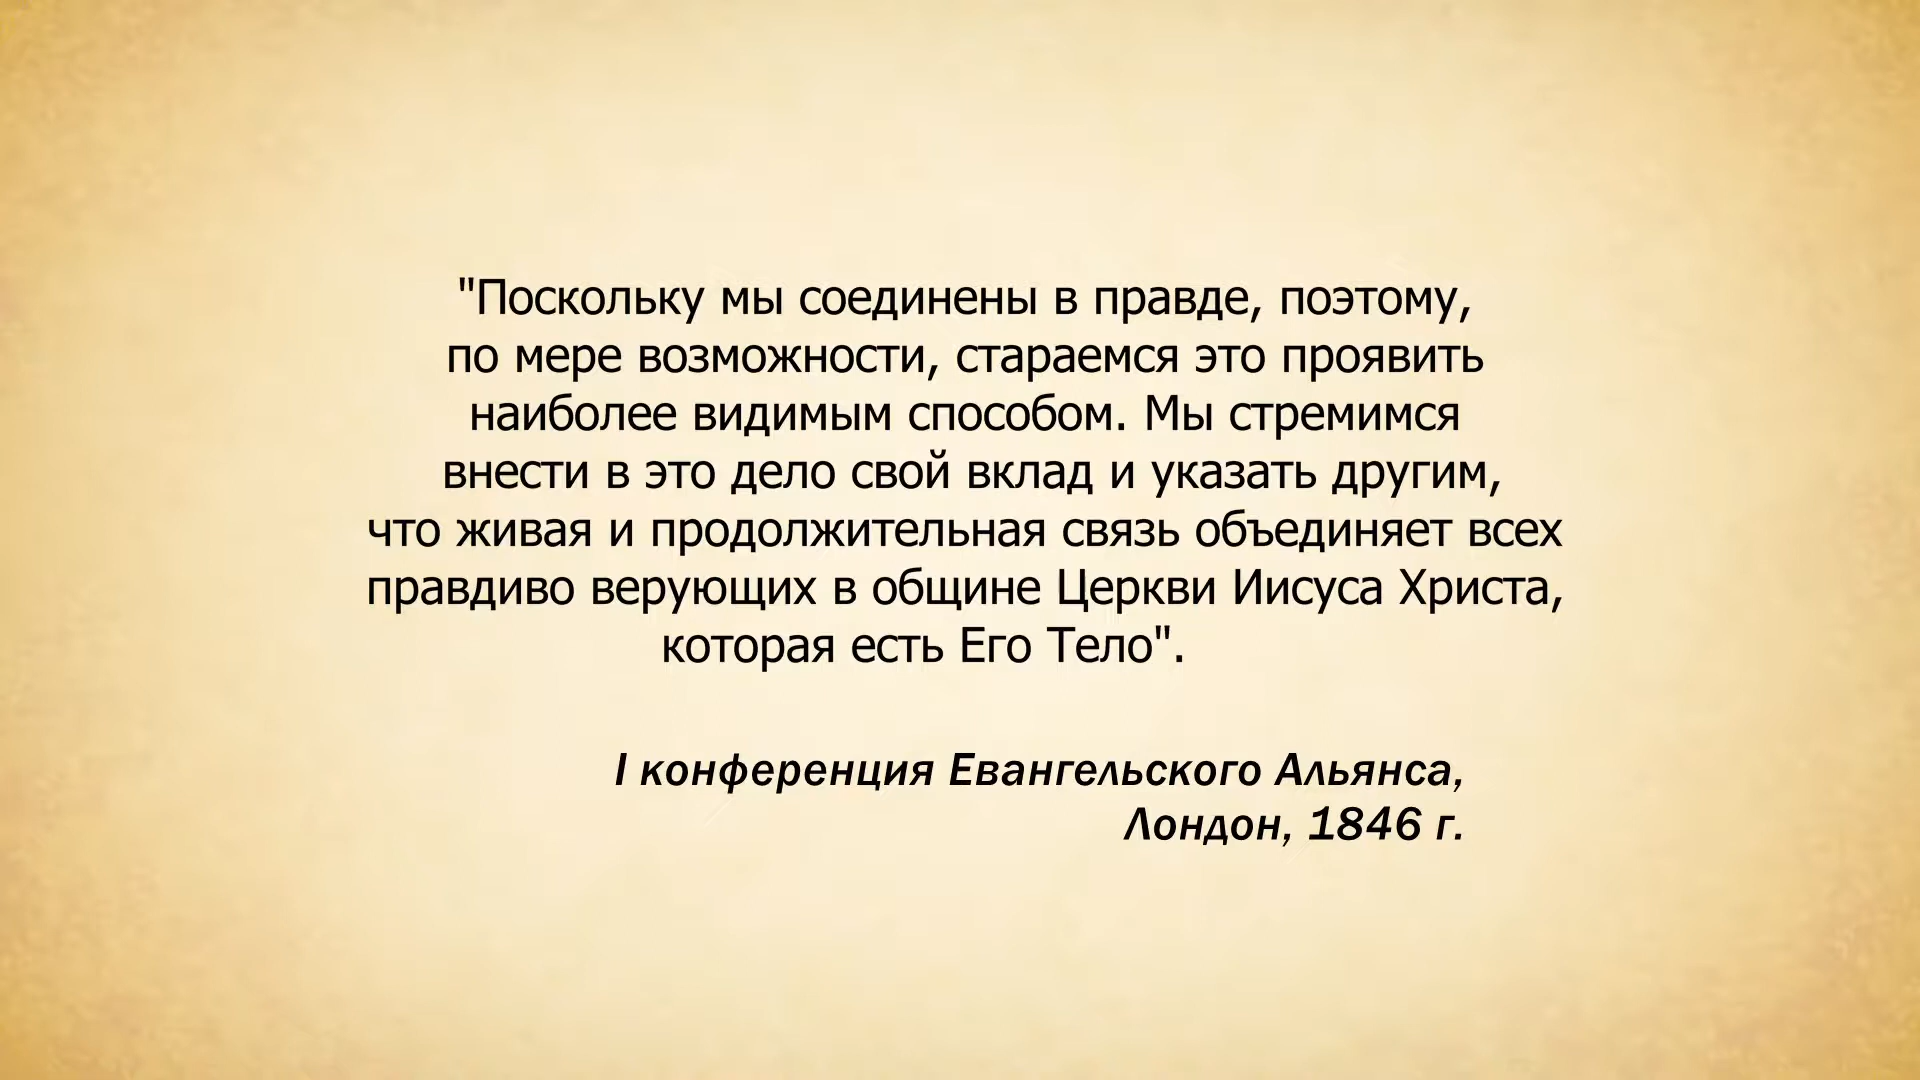 "Поскольку мы соединены в правде, поэтому,
по мере возможности, стараемся это проявить
наиболее видимым способом. Мы стремимся
внести в это дело свой вклад и указать другим,
что живая и продолжительная связь объединяет всех
правдиво верующих в общине Церкви Иисуса Христа,
которая есть Его Тело".
I конференция Евангельского Альянса,
Лондон, 1846 г.